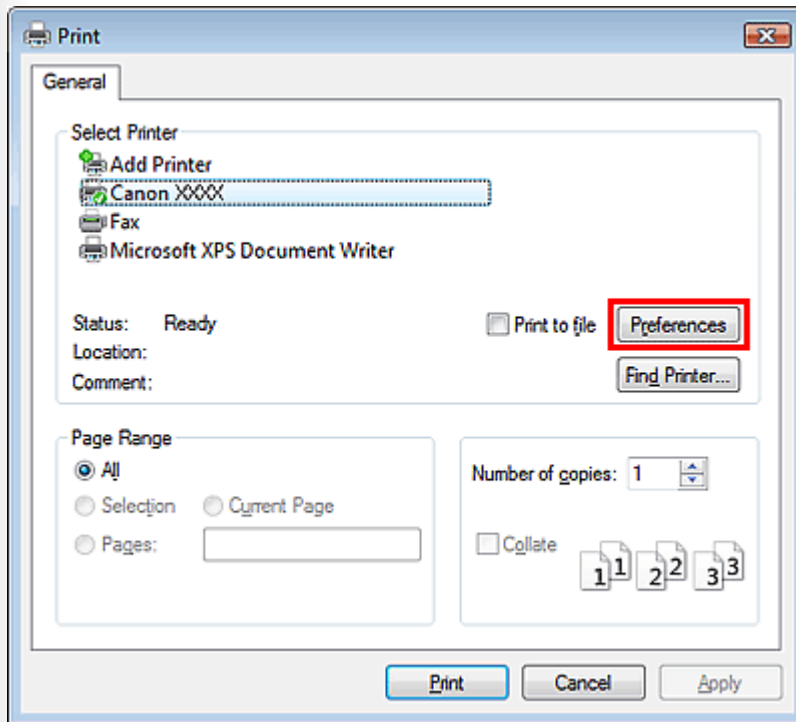 Print
General
Select Printer
Add Printer
Canon XXXX
Fax
Microsoft XPS Document Writer
Status: Ready
Print to file
Preferences
Location:
Comment:
Find Printer...
Page Range
All
Selection
Current Page
Pages:
Number of copies: 1
Collate
1 1 2 2 3 3
Print
Cancel
Apply